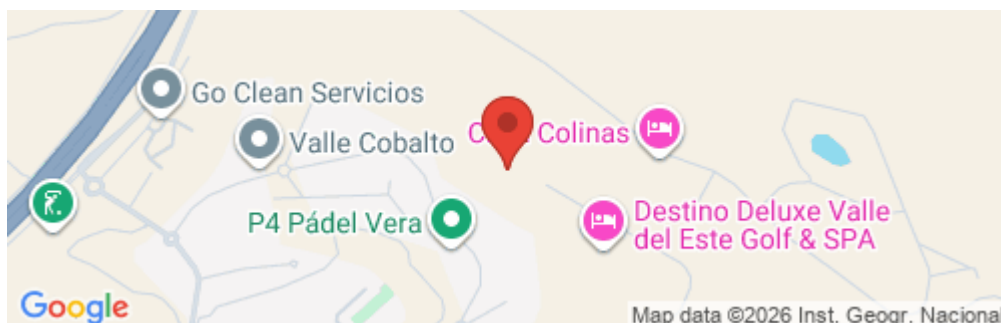 Go Clean Servicios
Valle Cobalto
Colinas
P4 Pádel Vera
Destino Deluxe Valle
del Este Golf & SPA
Google
Map data ©2026 Inst. Geogr. Nacional